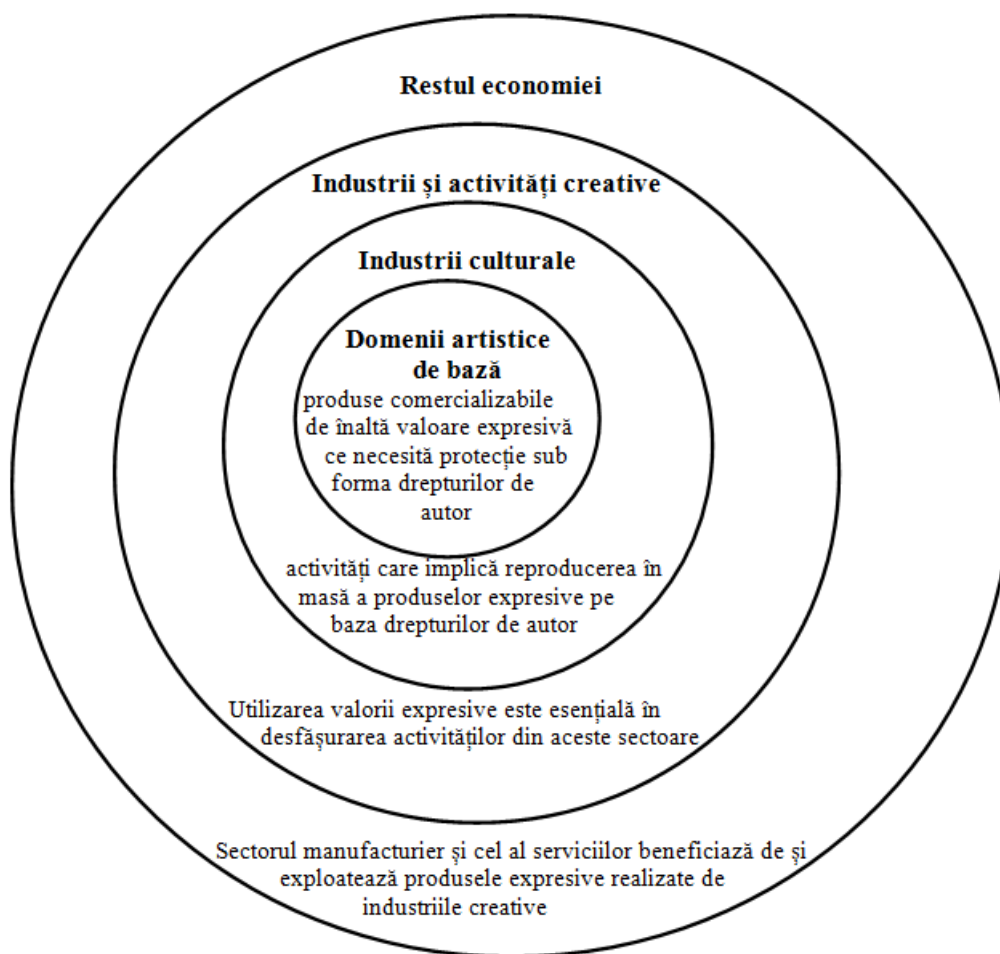 Restul economiei
Industrii și activități creative
Industrii culturale
Domenii artistice
de bază
produse comercializabile
de înaltă valoare expresivă
ce necesită protecție sub
forma drepturilor de
autor
activități care implică reproducerea în
masă a produselor expresive pe
baza drepturilor de autor
Utilizarea valorii expresive este esențială în
desfășurarea activităților din aceste sectoare
Sectorul manufacturier și cel al serviciilor beneficiază de și
exploatează produsele expresive realizate de
industriile creative